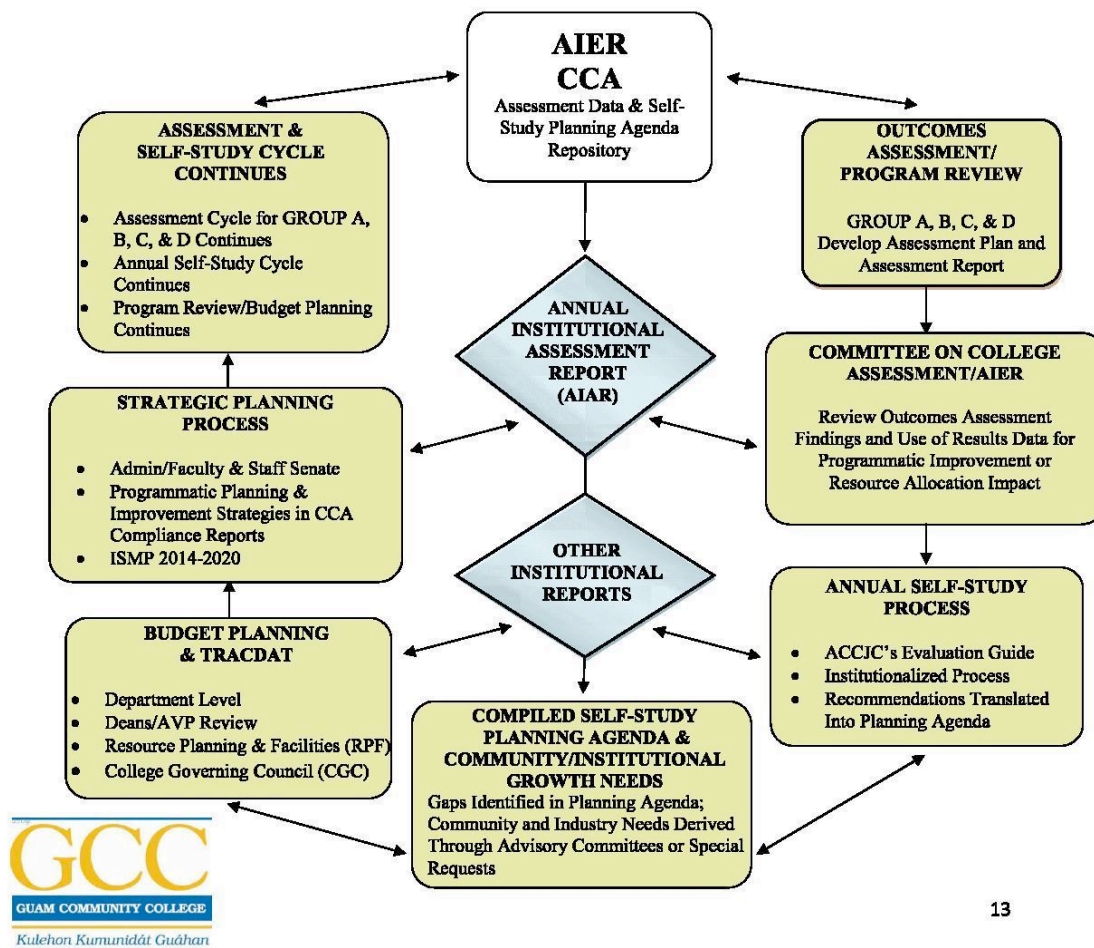 AIER
CCA
Assessment Data & Self-
Study Planning Agenda
Repository
ASSESSMENT &
SELF-STUDY CYCLE
CONTINUES
• Assessment Cycle for GROUP A,
B, C, & D Continues
• Annual Self-Study Cycle
Continues
• Program Review/Budget Planning
Continues
OUTCOMES
ASSESSMENT/
PROGRAM REVIEW
GROUP A, B, C, & D
Develop Assessment Plan and
Assessment Report
ANNUAL
INSTITUTIONAL
ASSESSMENT
REPORT
(AIAR)
COMMITTEE ON COLLEGE
ASSESSMENT/AIER
Review Outcomes Assessment
Findings and Use of Results Data for
Programmatic Improvement or
Resource Allocation Impact
STRATEGIC PLANNING
PROCESS
• Admin/Faculty & Staff Senate
• Programmatic Planning &
Improvement Strategies in CCA
Compliance Reports
• ISMP 2014-2020
OTHER
INSTITUTIONAL
REPORTS
ANNUAL SELF-STUDY
PROCESS
• ACCJC's Evaluation Guide
• Institutionalized Process
• Recommendations Translated
Into Planning Agenda
BUDGET PLANNING
& TRACDAT
• Department Level
• Deans/AVP Review
• Resource Planning & Facilities (RPF)
• College Governing Council (CGC)
COMPILED SELF-STUDY
PLANNING AGENDA &
COMMUNITY/INSTITUTIONAL
GROWTH NEEDS
Gaps Identified in Planning Agenda;
Community and Industry Needs Derived
Through Advisory Committees or Special
Requests
GCC
GUAM COMMUNITY COLLEGE
Kulehon Kumunidåt Guåhan
13